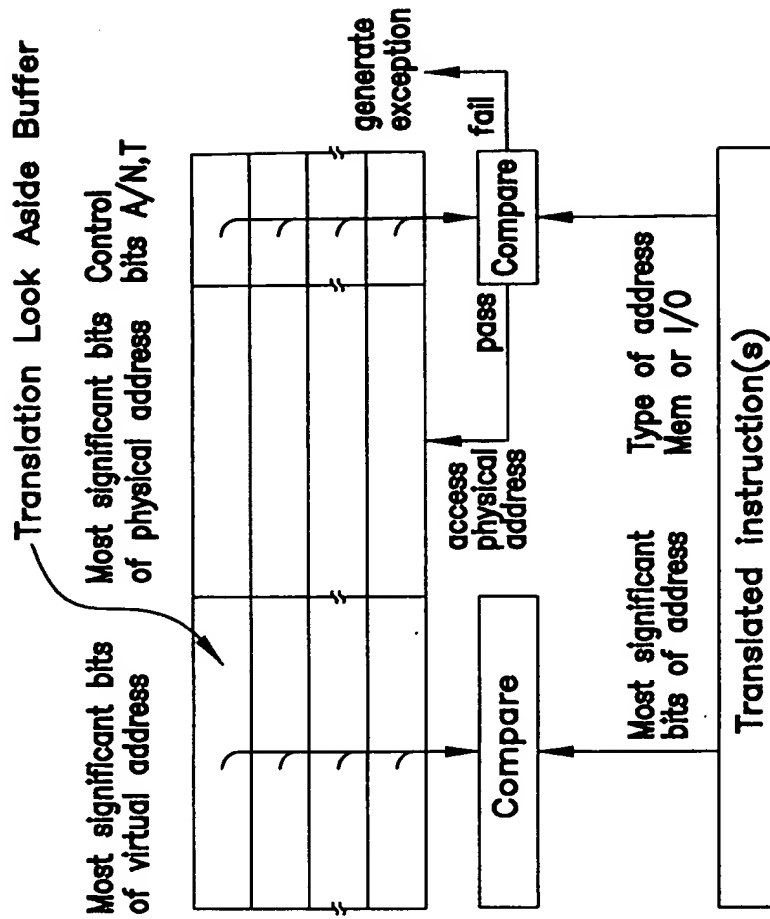 Translation Look Aside Buffer
Most significant bits
of virtual address
Most significant bits
of physical address
Control
bits A/N,T
generate
exception
fail
Compare
pass
access
physical
address
Compare
Most significant
bits of address
Type of address
Mem or I/O
Translated instruction(s)